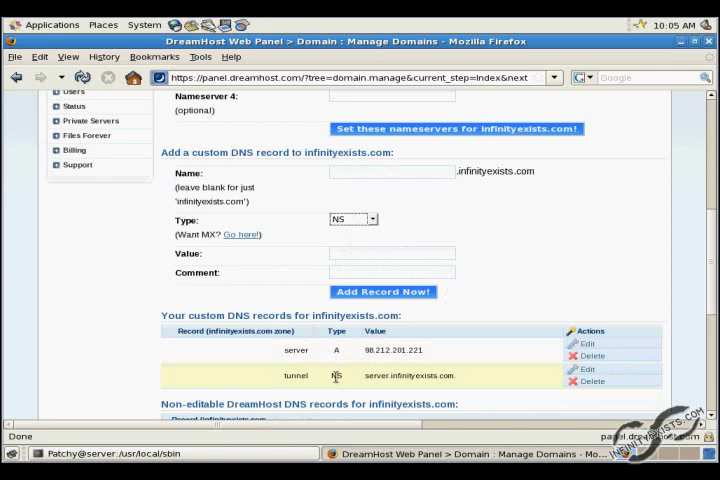 Applications Places System 10:05 AM
DreamHost Web Panel > Domain : Manage Domains - Mozilla Firefox
File Edit View History Bookmarks Tools Help
https://panel.dreamhost.com/?tree=domain.manage&current_step=Index&next
Google
Users
Status
Private Servers
Files Forever
Billing
Support
Nameserver 4:
(optional)
Set these nameservers for infinityexists.com!
Add a custom DNS record to infinityexists.com:
Name: .infinityexists.com
(leave blank for just
'infinityexists.com')
Type: NS
(Want MX? Go here!)
Value:
Comment:
Add Record Now!
Your custom DNS records for infinityexists.com:
Record (infinityexists.com zone) Type Value Actions
server A 98.212.201.221 Edit
Delete
tunnel NS server.infinityexists.com. Edit
Delete
Non-editable DreamHost DNS records for infinityexists.com:
Record (infinityexists.com
Done
INFINITYEXISTS.COM
Patchy@server:/usr/local/sbin
DreamHost Web Panel > Domain : Manage Domains - Mo...